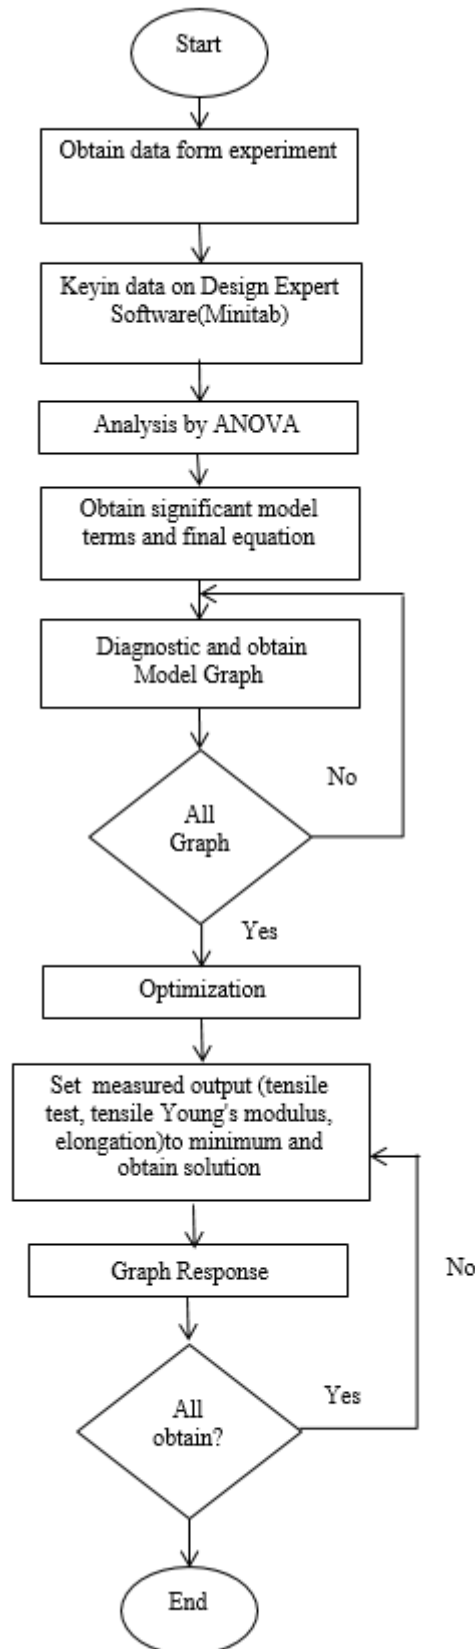 Start
Obtain data form experiment
Keyin data on Design Expert
Software(Minitab)
Analysis by ANOVA
Obtain significant model
terms and final equation
Diagnostic and obtain
Model Graph
No
All
Graph
Yes
Optimization
Set measured output (tensile
test, tensile Young's modulus,
elongation)to minimum and
obtain solution
Graph Response
No
Yes
All
obtain?
End